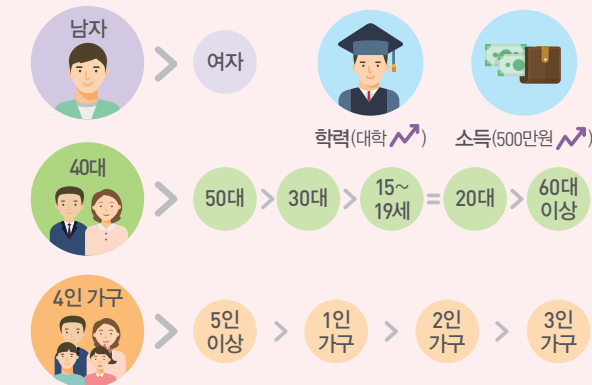 남자
>
여자
학력(대학 )
소득(500만원 )
40대
>
50대 > 30대 > 15~
19세 = 20대 > 60대
이상
4인 가구
>
5인
이상
>
1인
가구
>
2인
가구
>
3인
가구